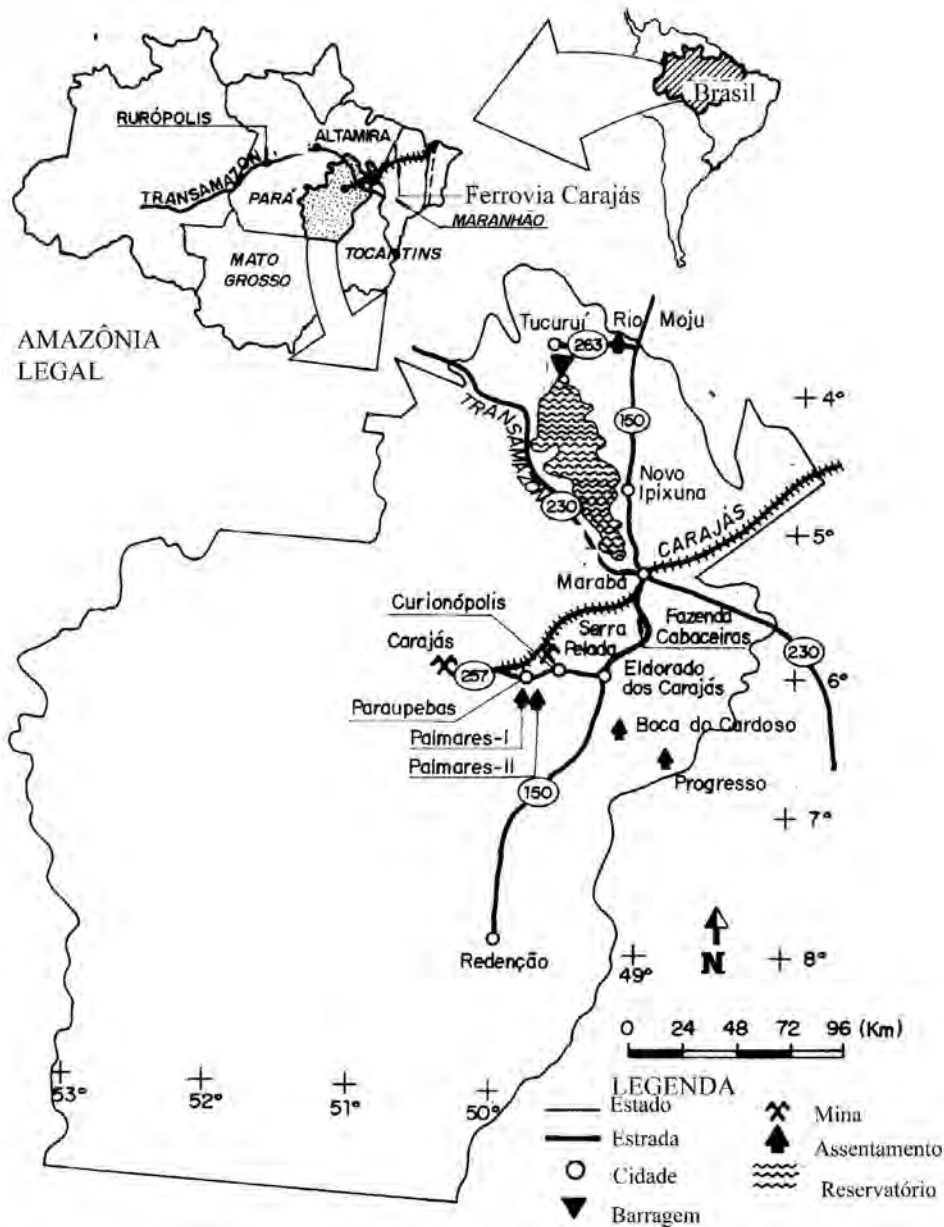 Brasil
RURÓPOLIS
ALTAMIRA
TRANSAMAZON.
PARÁ
Ferrovia Carajás
MARANHÃO
MATO
GROSSO
TOCANTINS
AMAZÔNIA
LEGAL
Tucuruí
263
Rio Moju
4°
TRANSAMAZON
150
Novo
Ipixuna
230
CARAJÁS
5°
Marabá
Curionópolis
Serra
Pelada
Fazenda
Cabaceiras
230
Carajás
257
6°
Eldorado
dos Carajás
Paraupebas
Boca do Cardoso
Palmares-I
Palmares-II
Progresso
150
7°
Redenção
49°
N
8°
0 24 48 72 96 (Km)
53°
52°
51°
50°
LEGENDA
Estado
Estrada
Cidade
Barragem
Mina
Assentamento
Reservatório